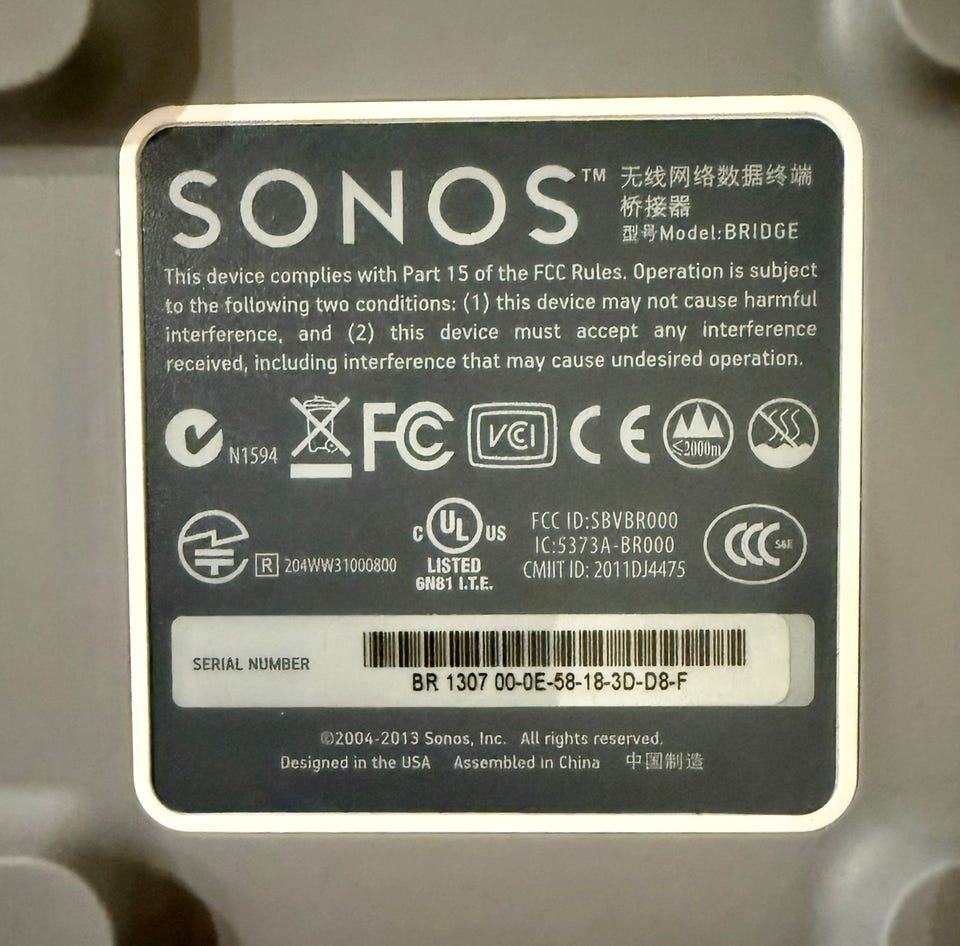 SONOS™
无线网络数据终端
桥接器
型号Model:BRIDGE
This device complies with Part 15 of the FCC Rules. Operation is subject
to the following two conditions: (1) this device may not cause harmful
interference, and (2) this device must accept any interference
received, including interference that may cause undesired operation.
N1594
FC
VCI
CE
≤2000m
R 204WW31000800
C UL US
LISTED
6N81 I.T.E.
FCC ID:SBVBR000
IC:5373A-BR000
CMIIT ID: 2011DJ4475
CCC S&E
SERIAL NUMBER
BR 1307 00-0E-58-18-3D-D8-F
©2004-2013 Sonos, Inc. All rights reserved.
Designed in the USA Assembled in China 中国制造